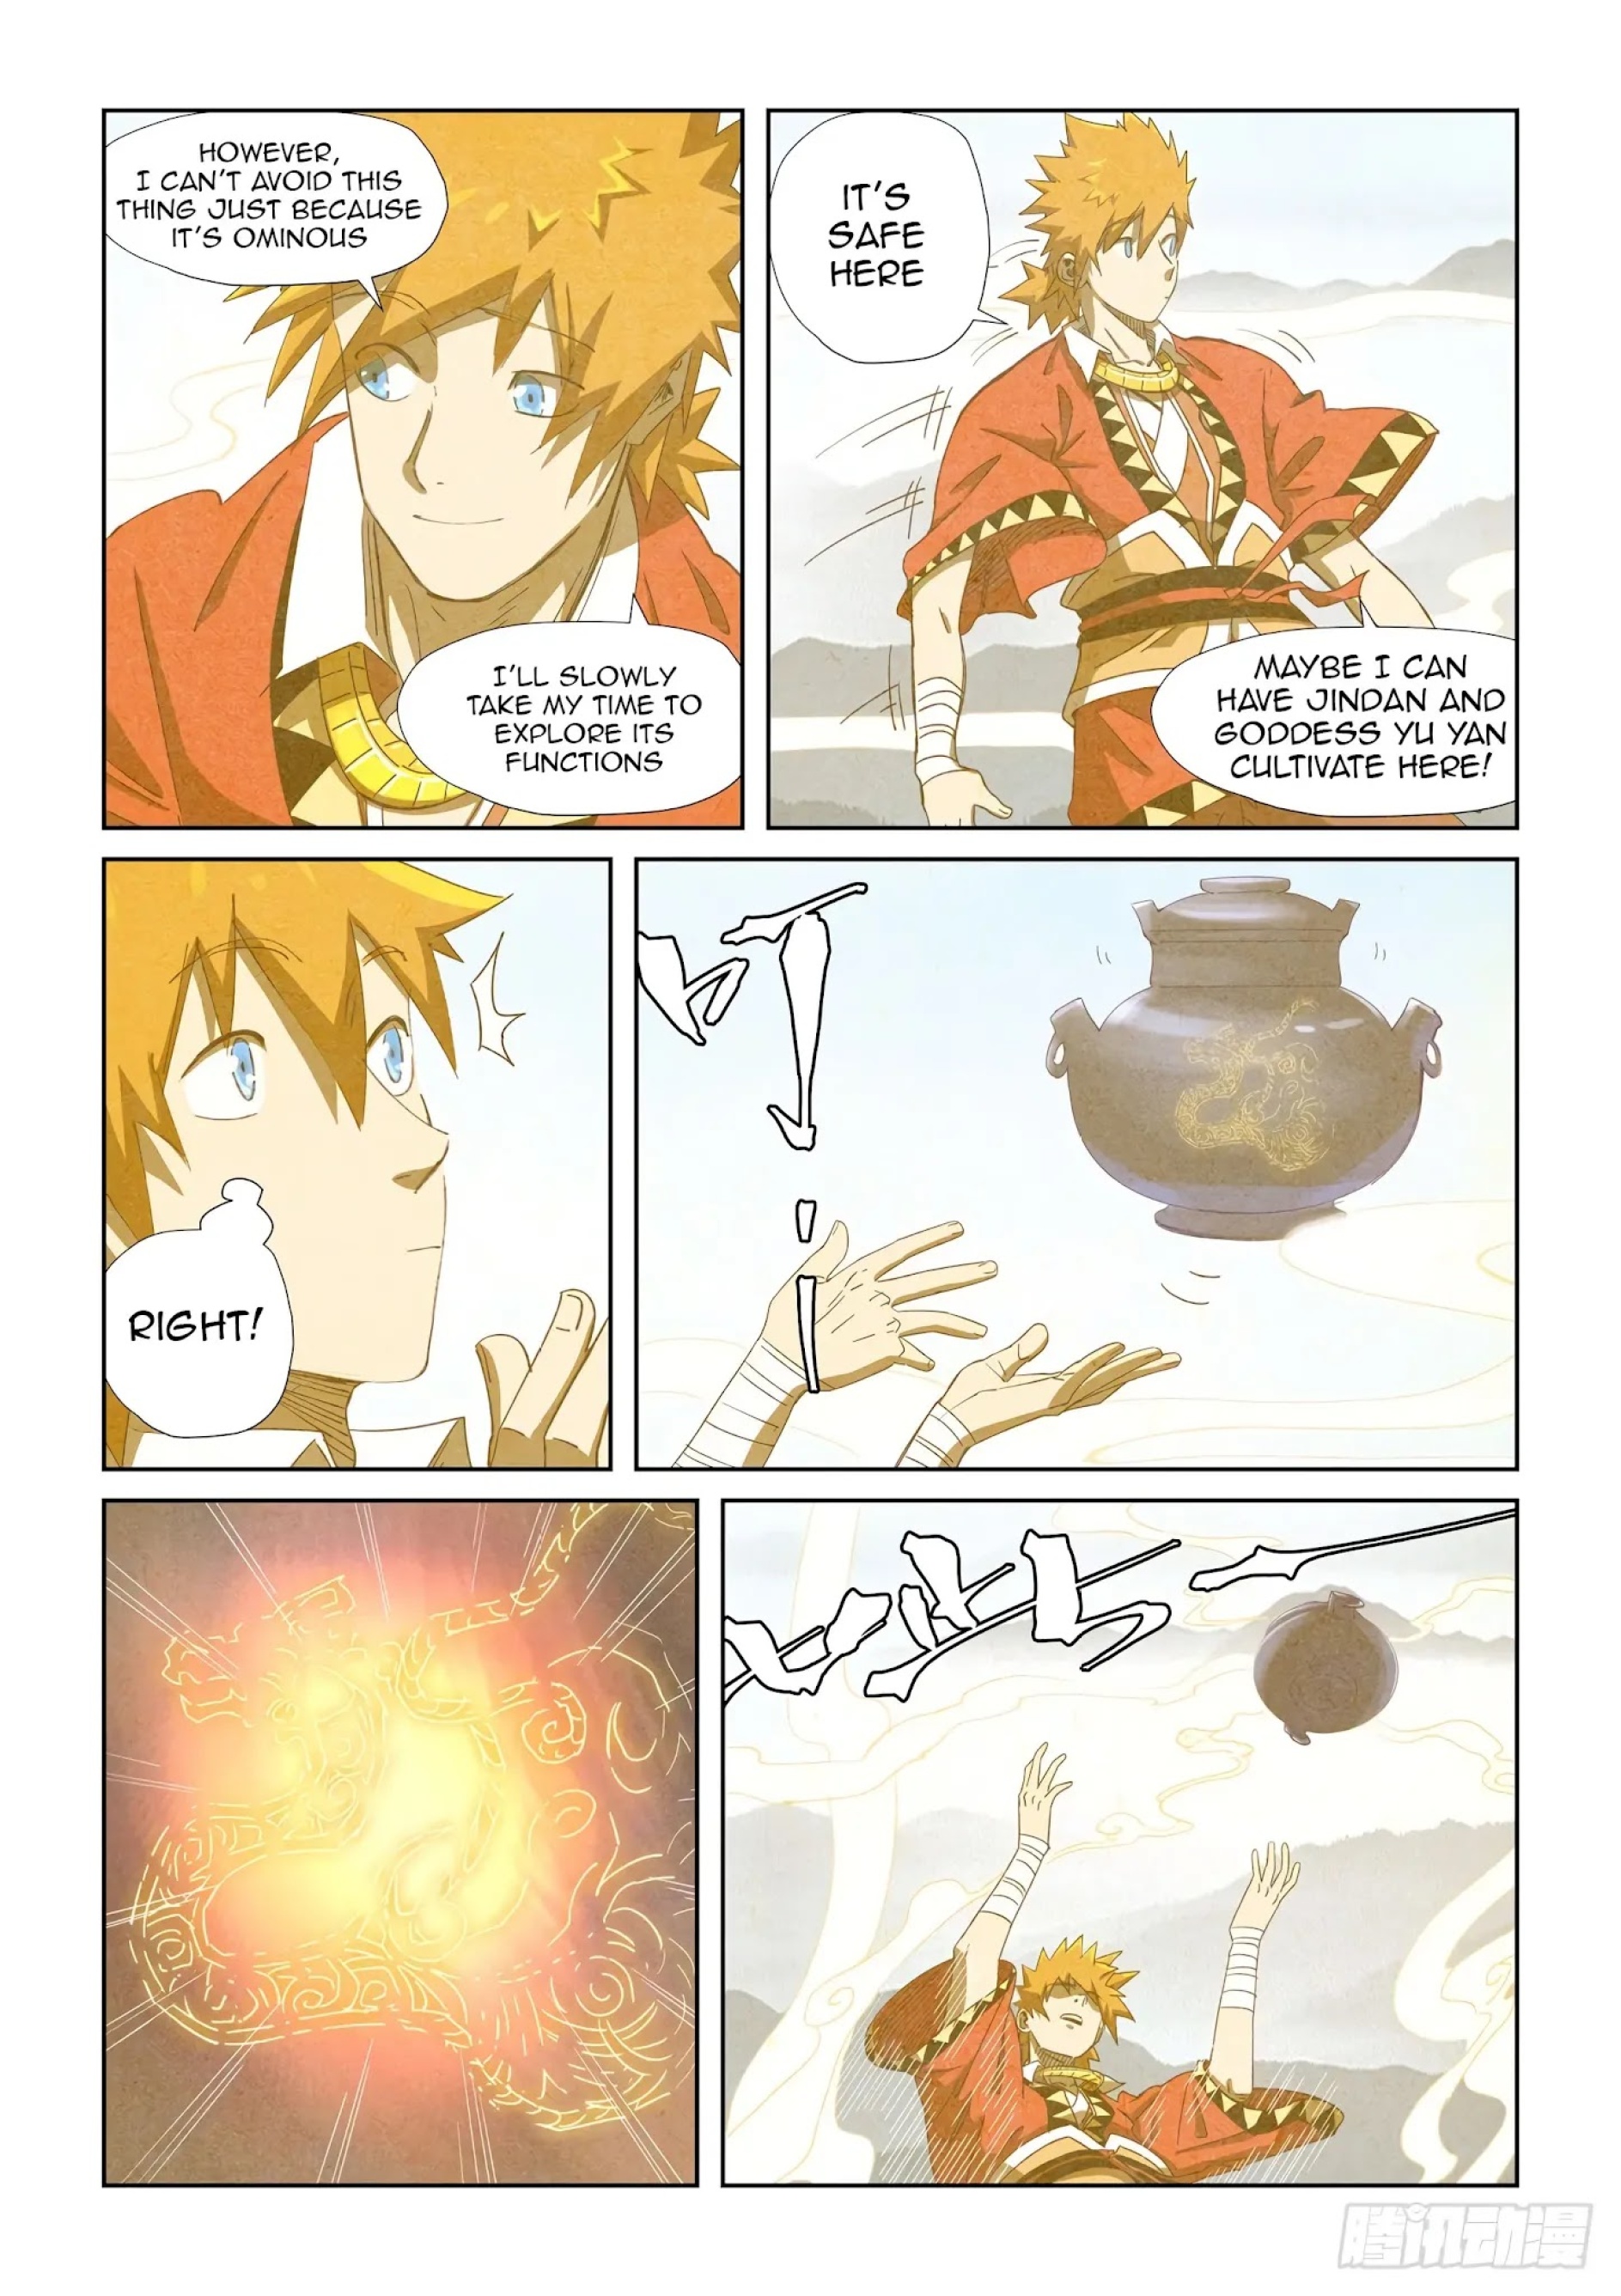 HOWEVER,
I CAN'T AVOID THIS
THING JUST BECAUSE
IT'S OMINOUS
I'LL SLOWLY
TAKE MY TIME TO
EXPLORE ITS
FUNCTIONS
IT'S
SAFE
HERE
MAYBE I CAN
HAVE JINDAN AND
GODDESS YU YAN
CULTIVATE HERE!
RIGHT!
腾讯动漫